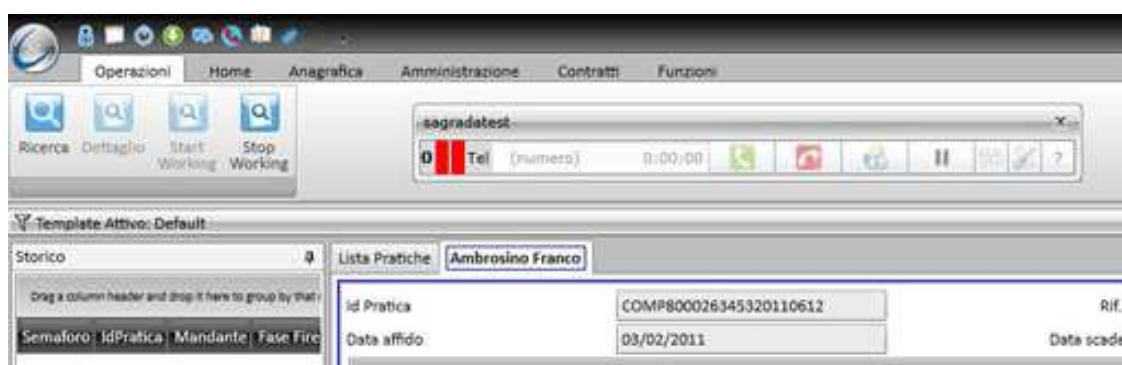 Operazioni Home Anagrafica Amministrazione Contratti Funzioni
Ricerca Dettaglio Start Working Stop Working
sagradatest x
0 Tel (numero) 0:00:00 ?
Template Attivo: Default
Storico
Lista Pratiche Ambrosino Franco
Drag a column header and drop it here to group by that
Id Pratica COMP800026345320110612 Rif.
Semaforo IdPratica Mandante Fase Fire
Data affido 03/02/2011 Data scade